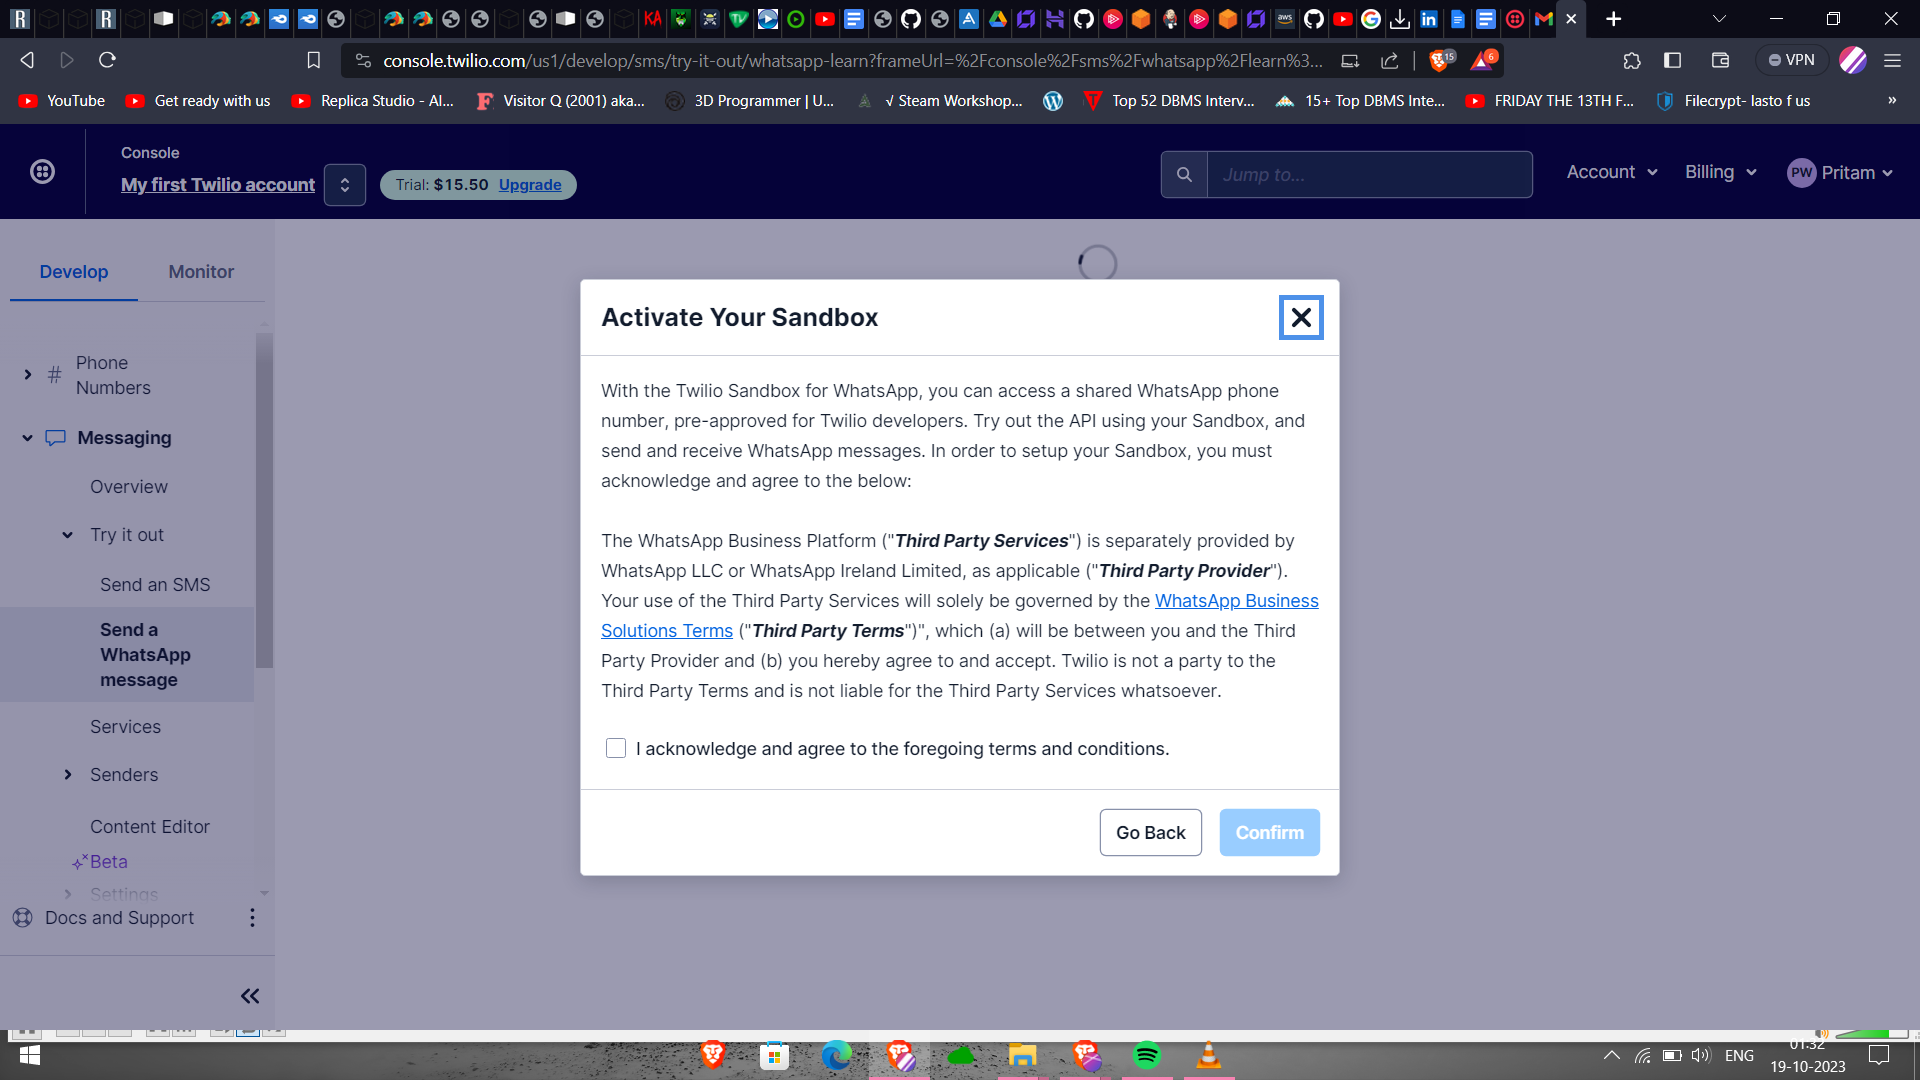 console.twilio.com/us1/develop/sms/try-it-out/whatsapp-learn?frameUrl=%2Fconsole%2Fsms%2Fwhatsapp%2Flearn%3...
15
6
VPN
YouTube
Get ready with us
Replica Studio - Al...
Visitor Q (2001) aka...
3D Programmer | U...
√ Steam Workshop...
Top 52 DBMS Interv...
15+ Top DBMS Inte...
FRIDAY THE 13TH F...
Filecrypt- lasto f us
»
Console
My first Twilio account
Trial: $15.50 Upgrade
Jump to...
Account
Billing
PW Pritam
Develop
Monitor
# Phone
Numbers
Messaging
Overview
Try it out
Send an SMS
Send a
WhatsApp
message
Services
Senders
Content Editor
Beta
Settings
Docs and Support
Activate Your Sandbox
With the Twilio Sandbox for WhatsApp, you can access a shared WhatsApp phone
number, pre-approved for Twilio developers. Try out the API using your Sandbox, and
send and receive WhatsApp messages. In order to setup your Sandbox, you must
acknowledge and agree to the below:
The WhatsApp Business Platform ("Third Party Services") is separately provided by
WhatsApp LLC or WhatsApp Ireland Limited, as applicable ("Third Party Provider").
Your use of the Third Party Services will solely be governed by the WhatsApp Business
Solutions Terms ("Third Party Terms")", which (a) will be between you and the Third
Party Provider and (b) you hereby agree to and accept. Twilio is not a party to the
Third Party Terms and is not liable for the Third Party Services whatsoever.
I acknowledge and agree to the foregoing terms and conditions.
Go Back
Confirm
ENG
01:32
19-10-2023